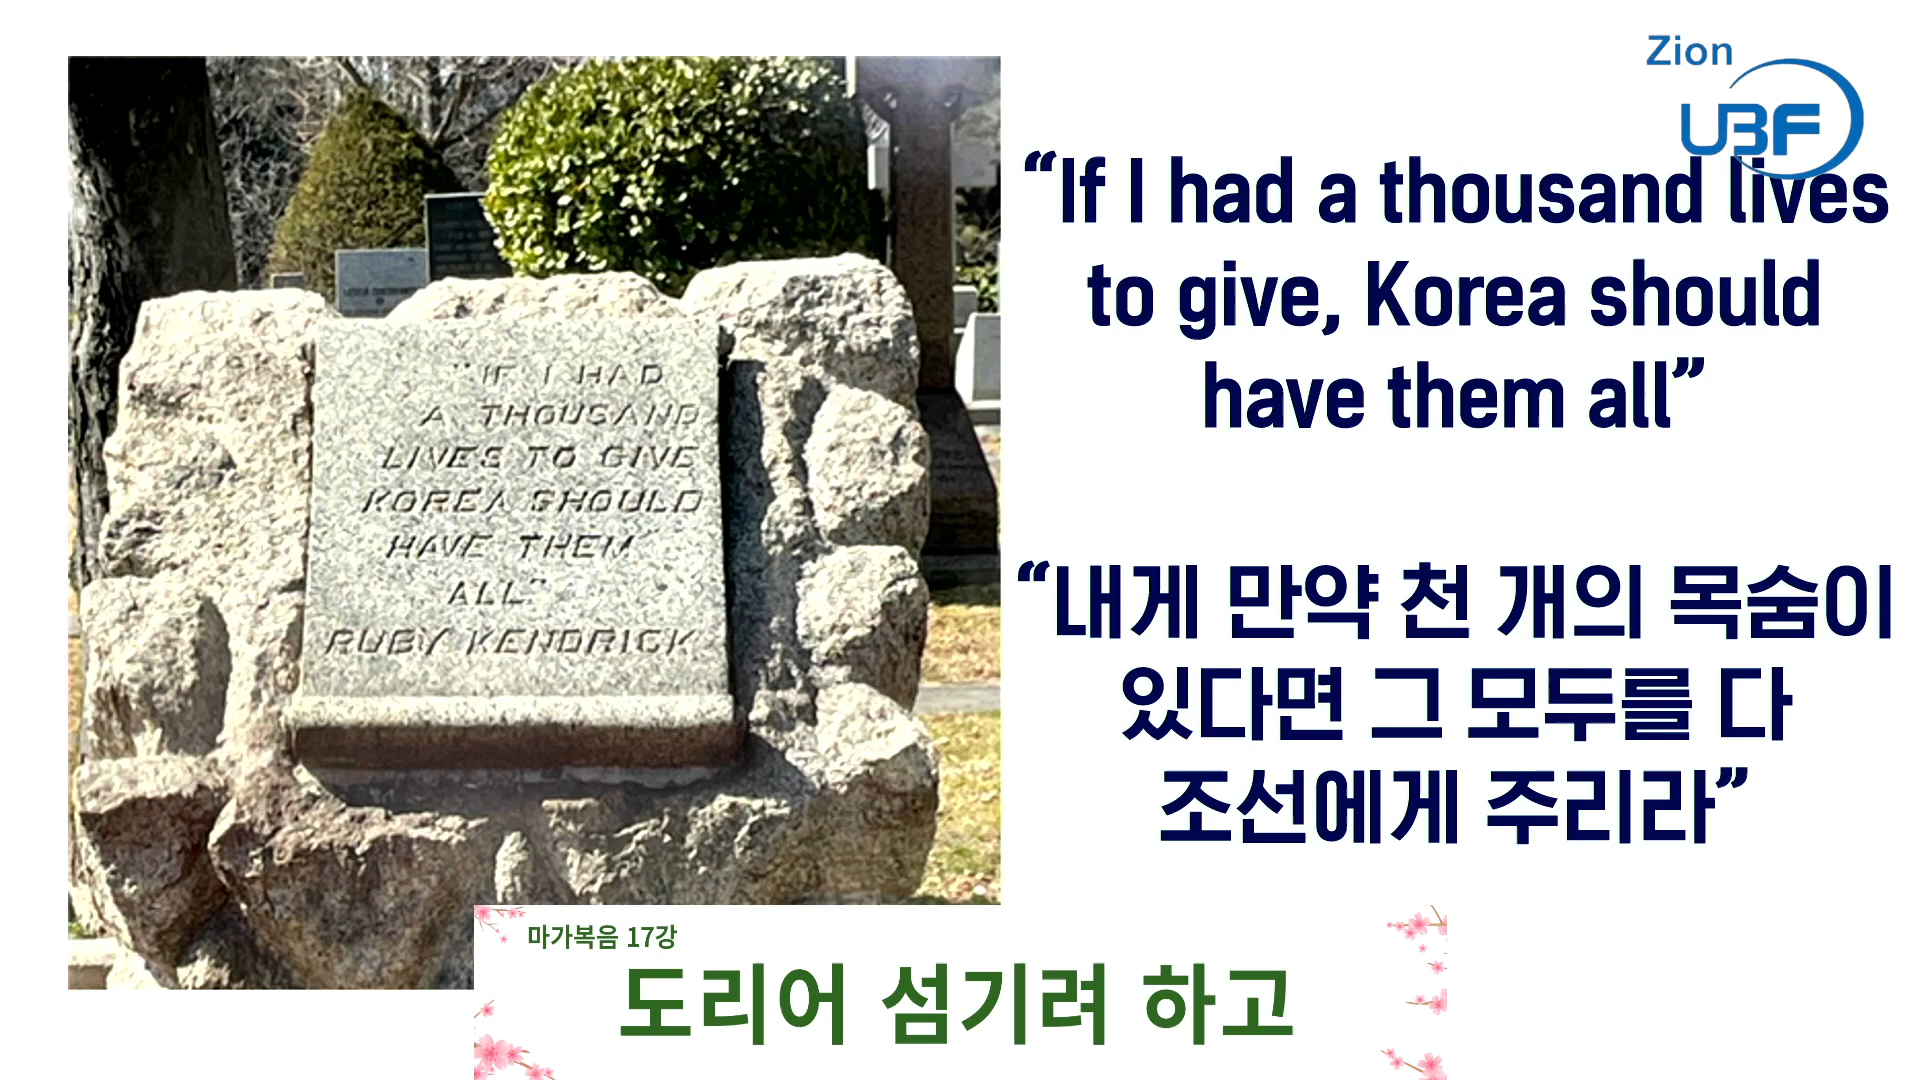 Zion
UBF
"IF I HAD
A THOUSAND
LIVES TO GIVE
KOREA SHOULD
HAVE THEM
ALL"
RUBY KENDRICK
“If I had a thousand lives
to give, Korea should
have them all”
“내게 만약 천 개의 목숨이
있다면 그 모두를 다
조선에게 주리라”
마가복음 17강
도리어 섬기려 하고